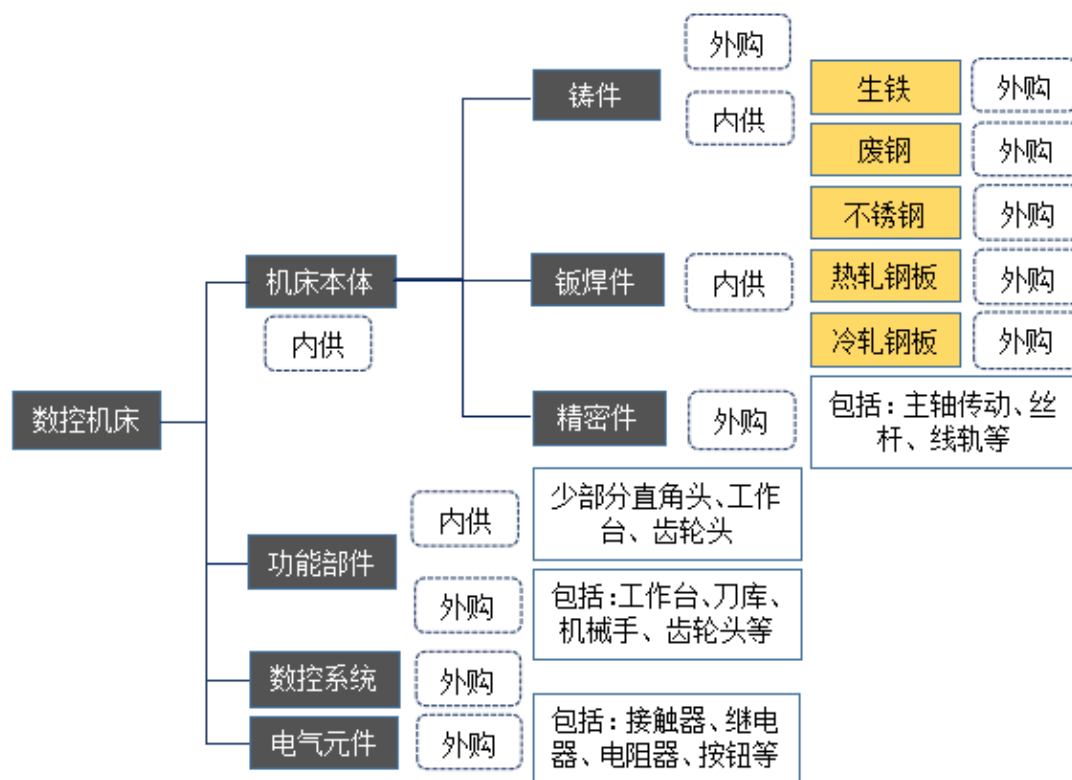 外购
铸件
生铁
外购
内供
废钢
外购
不锈钢
外购
机床本体
钣焊件
内供
热轧钢板
外购
内供
冷轧钢板
外购
数控机床
精密件
外购
包括：主轴传动、丝
杆、线轨等
内供
少部分直角头、工作
台、齿轮头
功能部件
外购
包括：工作台、刀库、
机械手、齿轮头等
数控系统
外购
电气元件
外购
包括：接触器、继电
器、电阻器、按钮等